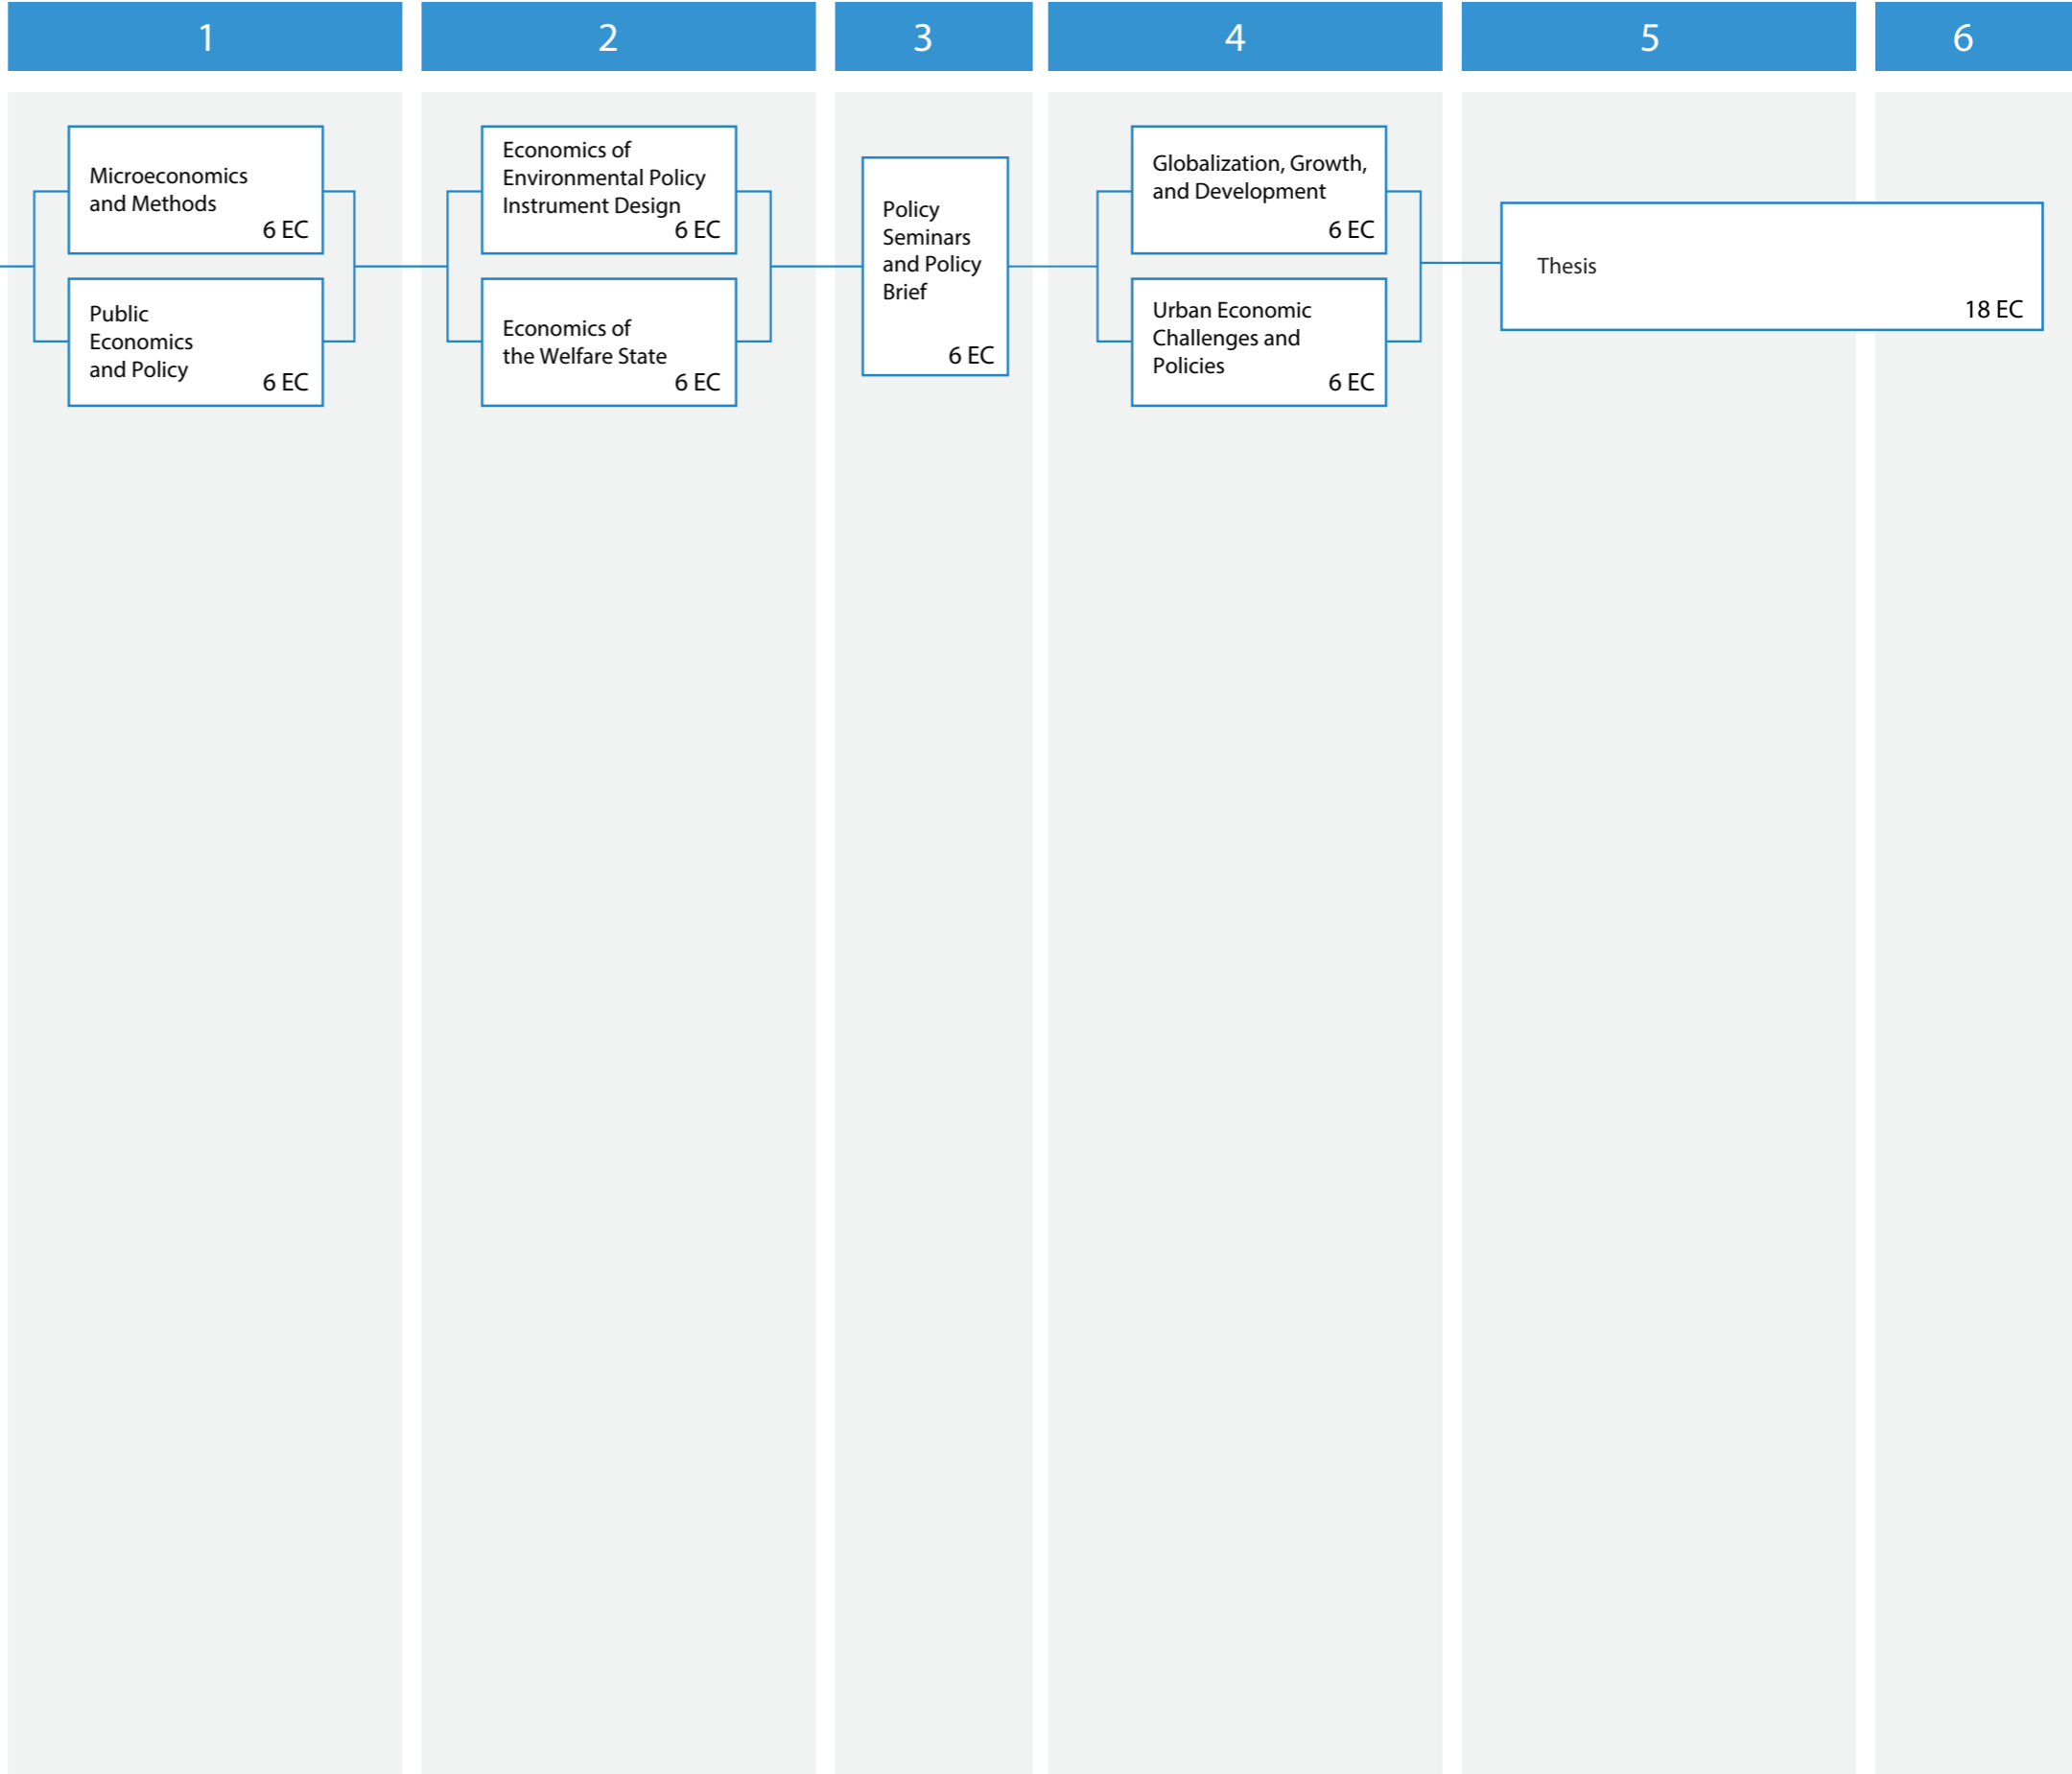 1
2
3
4
5
6
Microeconomics
and Methods
6 EC
Public
Economics
and Policy
6 EC
Economics of
Environmental Policy
Instrument Design
6 EC
Economics of
the Welfare State
6 EC
Policy
Seminars
and Policy
Brief
6 EC
Globalization, Growth,
and Development
6 EC
Urban Economic
Challenges and
Policies
6 EC
Thesis
18 EC